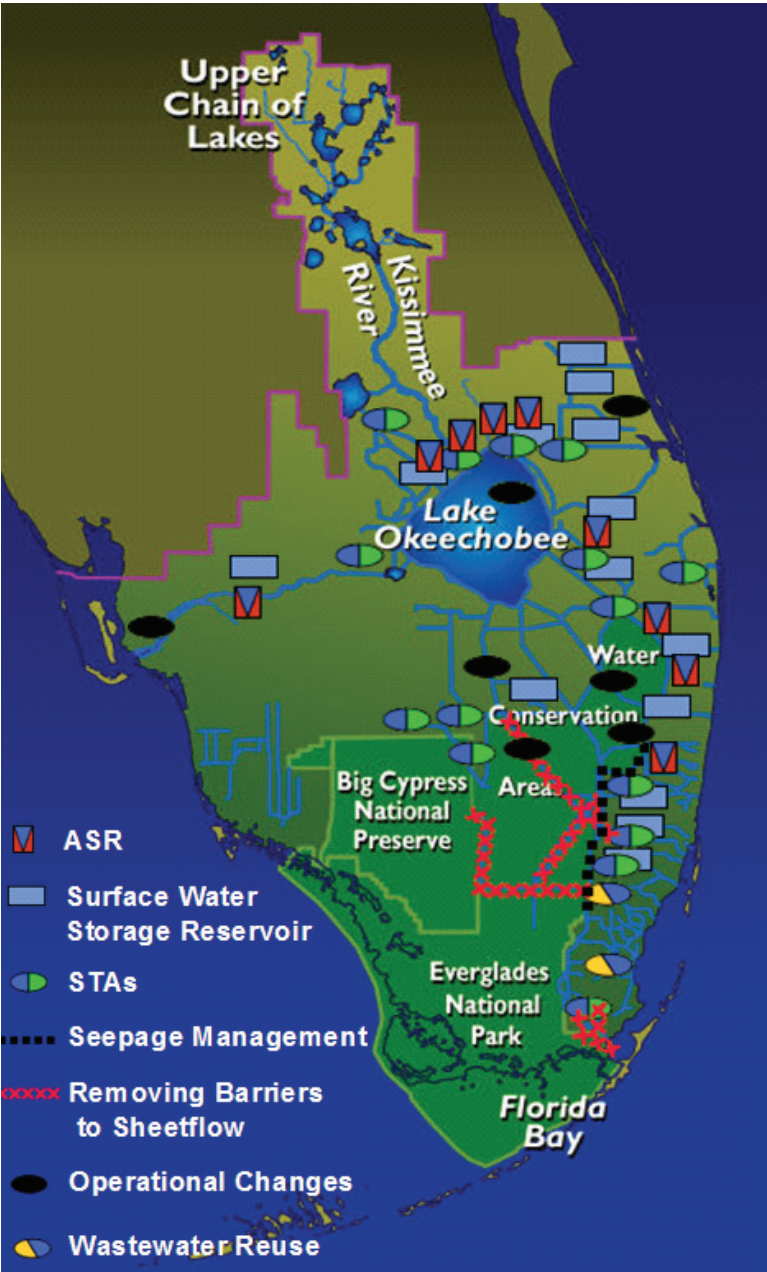 Upper
Chain of
Lakes
Kissimmee
River
Lake
Okeechobee
Water
Conservation
Areas
Big Cypress
National
Preserve
ASR
Surface Water
Storage Reservoir
STAs
Everglades
National
Park
Seepage Management
Removing Barriers
to Sheetflow
Florida
Bay
Operational Changes
Wastewater Reuse